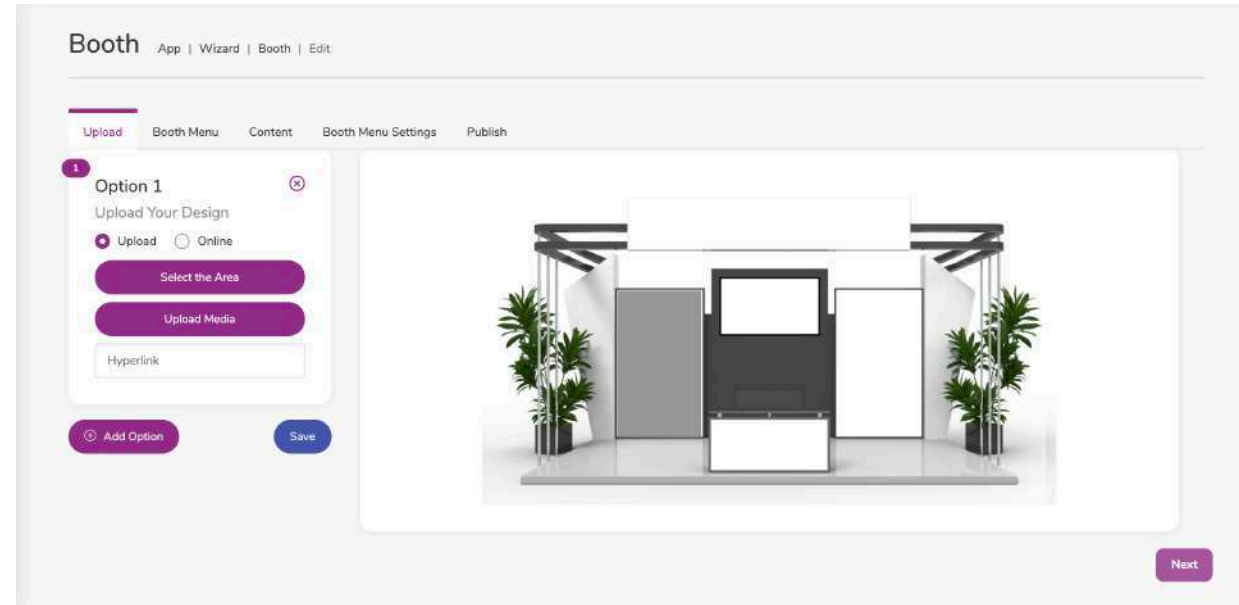 Booth App | Wizard | Booth | Edit
Upload Booth Menu Content Booth Menu Settings Publish
1
Option 1
Upload Your Design
Upload Online
Select the Area
Upload Media
Hyperlink
Add Option Save
Next